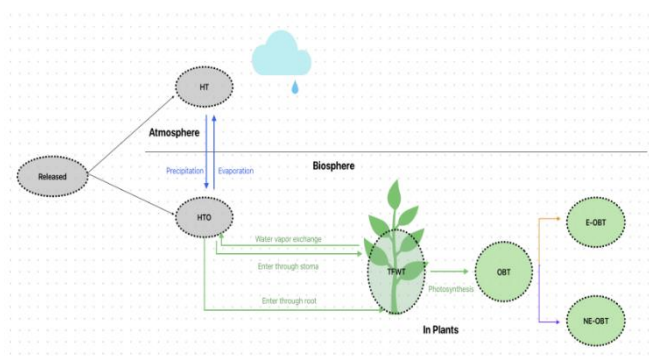 HT
Atmosphere
Biosphere
Released
Precipitation
Evaporation
HTO
Water vapor exchange
Enter through stoma
Enter through root
TFWT
Photosynthesis
OBT
E-OBT
NE-OBT
In Plants